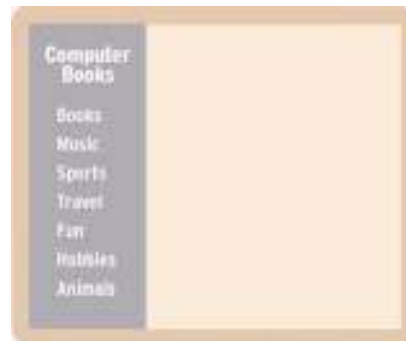 Computer
Books
Books
Music
Sports
Travel
Fun
Hobbies
Animals